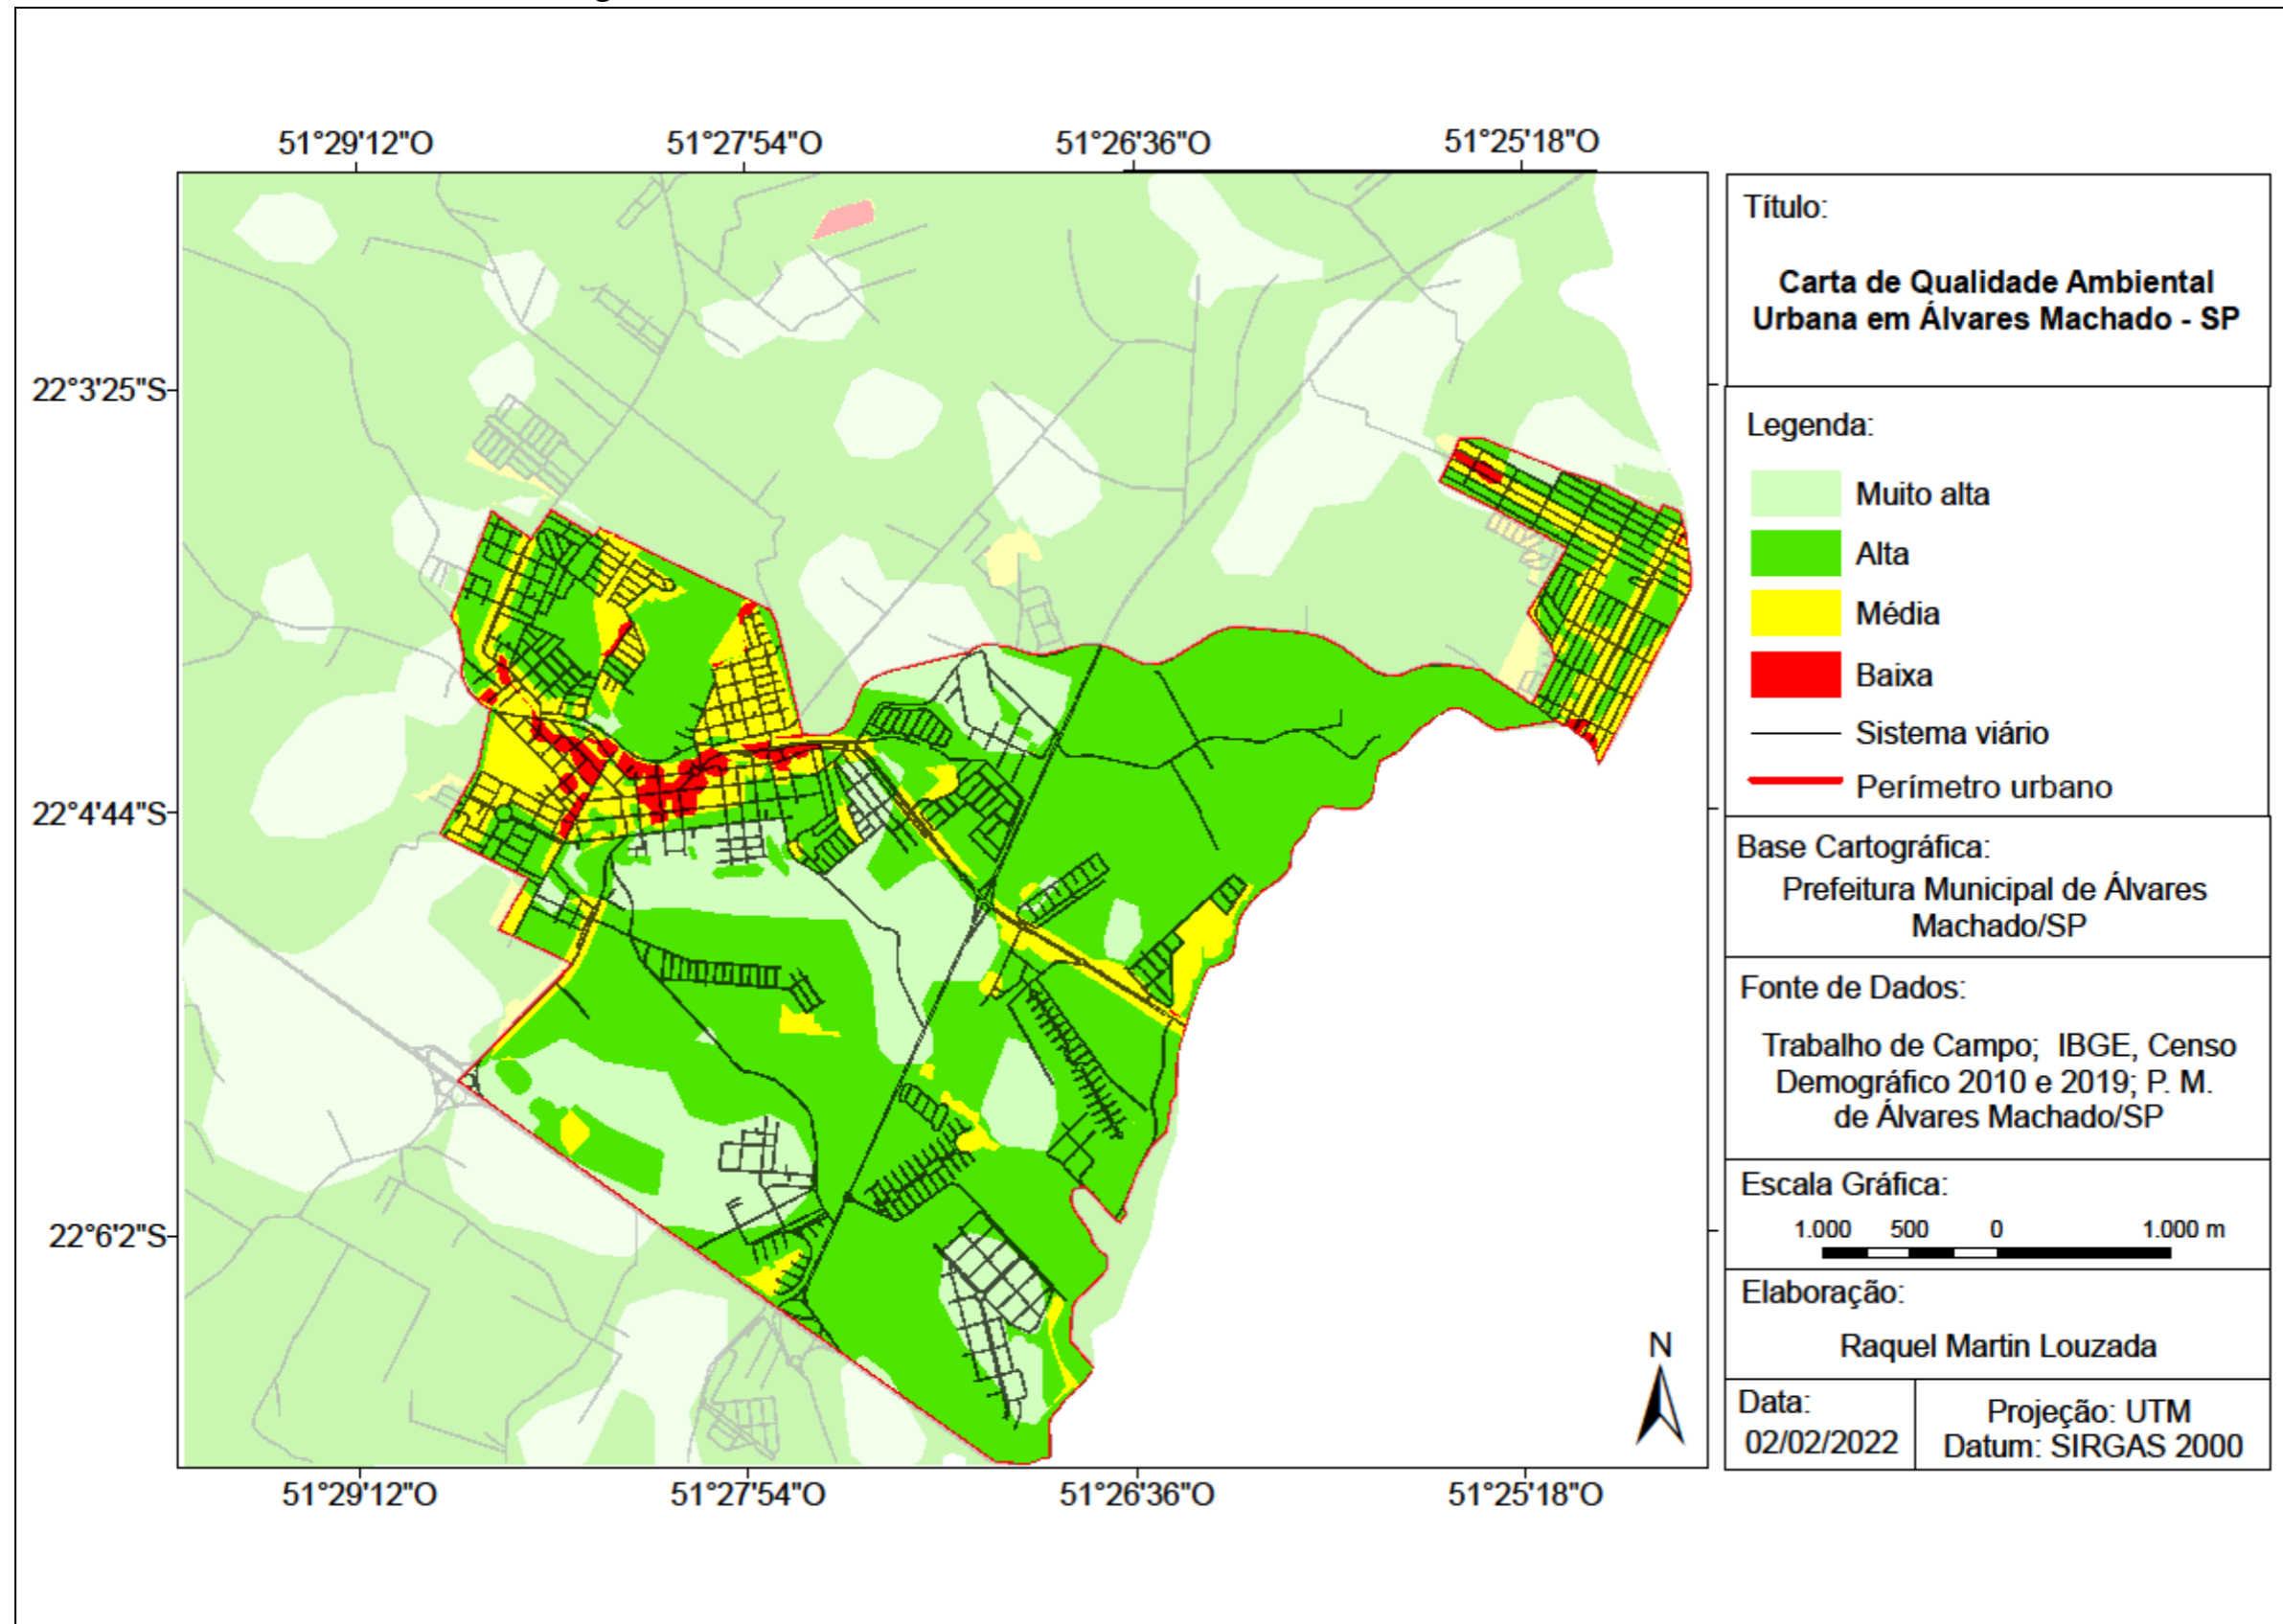 51°29'12"O 51°27'54"O 51°26'36"O 51°25'18"O
22°3'25"S
22°4'44"S
22°6'2"S
51°29'12"O 51°27'54"O 51°26'36"O 51°25'18"O
N
Título:
Carta de Qualidade Ambiental
Urbana em Álvares Machado - SP
Legenda:
Muito alta
Alta
Média
Baixa
Sistema viário
Perímetro urbano
Base Cartográfica:
Prefeitura Municipal de Álvares
Machado/SP
Fonte de Dados:
Trabalho de Campo; IBGE, Censo
Demográfico 2010 e 2019; P. M.
de Álvares Machado/SP
Escala Gráfica:
1.000 500 0 1.000 m
Elaboração:
Raquel Martin Louzada
Data:
02/02/2022
Projeção: UTM
Datum: SIRGAS 2000